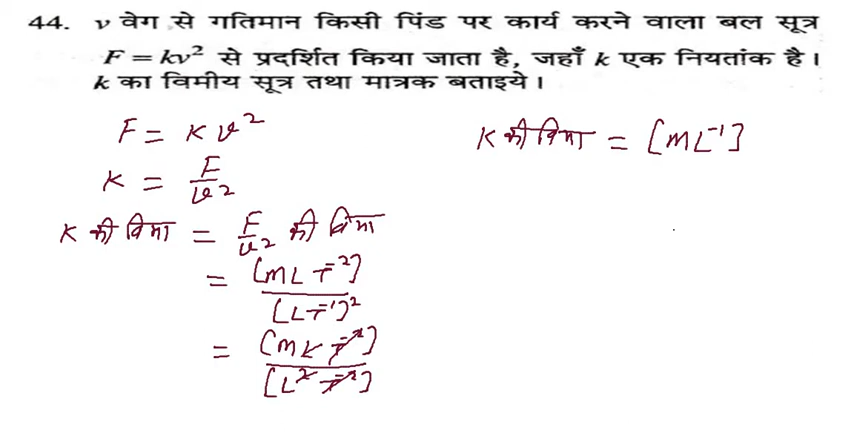 44. v वेग से गतिमान किसी पिंड पर कार्य करने वाला बल सूत्र
F = kv² से प्रदर्शित किया जाता है, जहाँ k एक नियतांक है।
k का विमीय सूत्र तथा मात्रक बताइये।
F = K v²
K = F/v²
K की विमा = F/v² की विमा
= [MLT⁻²]/[LT⁻¹]²
= [MLT⁻²]/[L²T⁻²]
K की विमा = [ML⁻¹]